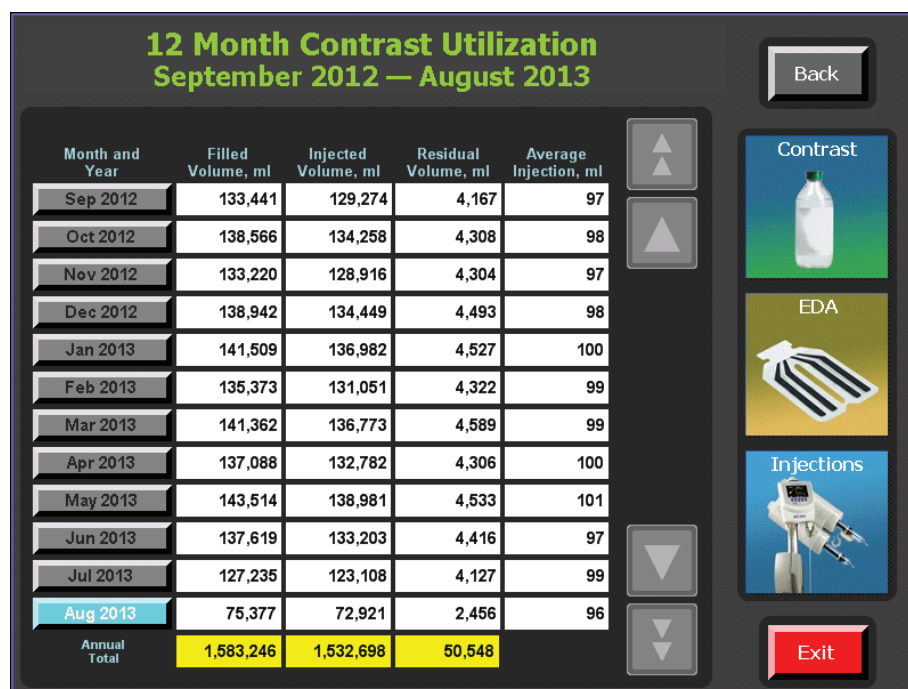 12 Month Contrast Utilization
September 2012 — August 2013
Back
Month and Year Filled Volume, ml Injected Volume, ml Residual Volume, ml Average Injection, ml
Sep 2012 133,441 129,274 4,167 97
Oct 2012 138,566 134,258 4,308 98
Nov 2012 133,220 128,916 4,304 97
Dec 2012 138,942 134,449 4,493 98
Jan 2013 141,509 136,982 4,527 100
Feb 2013 135,373 131,051 4,322 99
Mar 2013 141,362 136,773 4,589 99
Apr 2013 137,088 132,782 4,306 100
May 2013 143,514 138,981 4,533 101
Jun 2013 137,619 133,203 4,416 97
Jul 2013 127,235 123,108 4,127 99
Aug 2013 75,377 72,921 2,456 96
Annual Total 1,583,246 1,532,698 50,548
Contrast
EDA
Injections
Exit